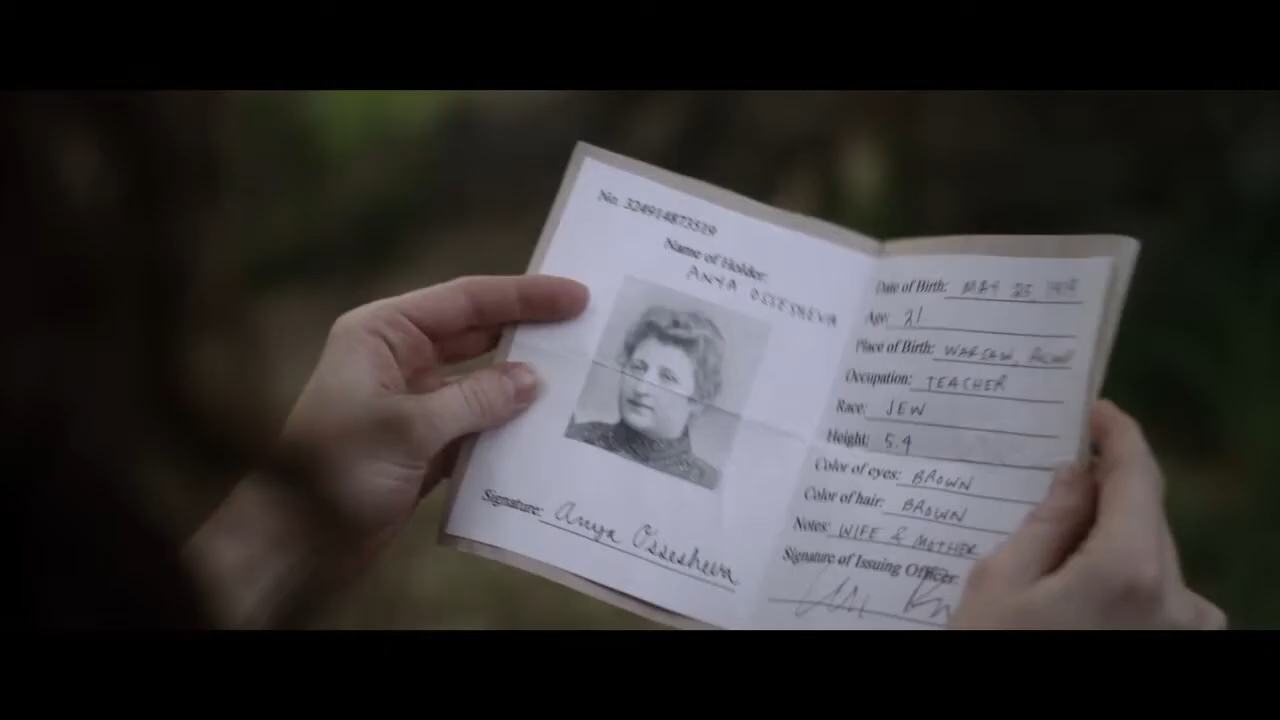 No. 324914873519
Name of Holder:
ANYA OSSESHEVA
Signature: Anya Ossesheva
Date of Birth: MAY
Age: 21
Place of Birth: WARSAW,
Occupation: TEACHER
Race: JEW
Height: 5.4
Color of eyes: BROWN
Color of hair: BROWN
Notes: WIFE & MOTHER
Signature of Issuing Officer: